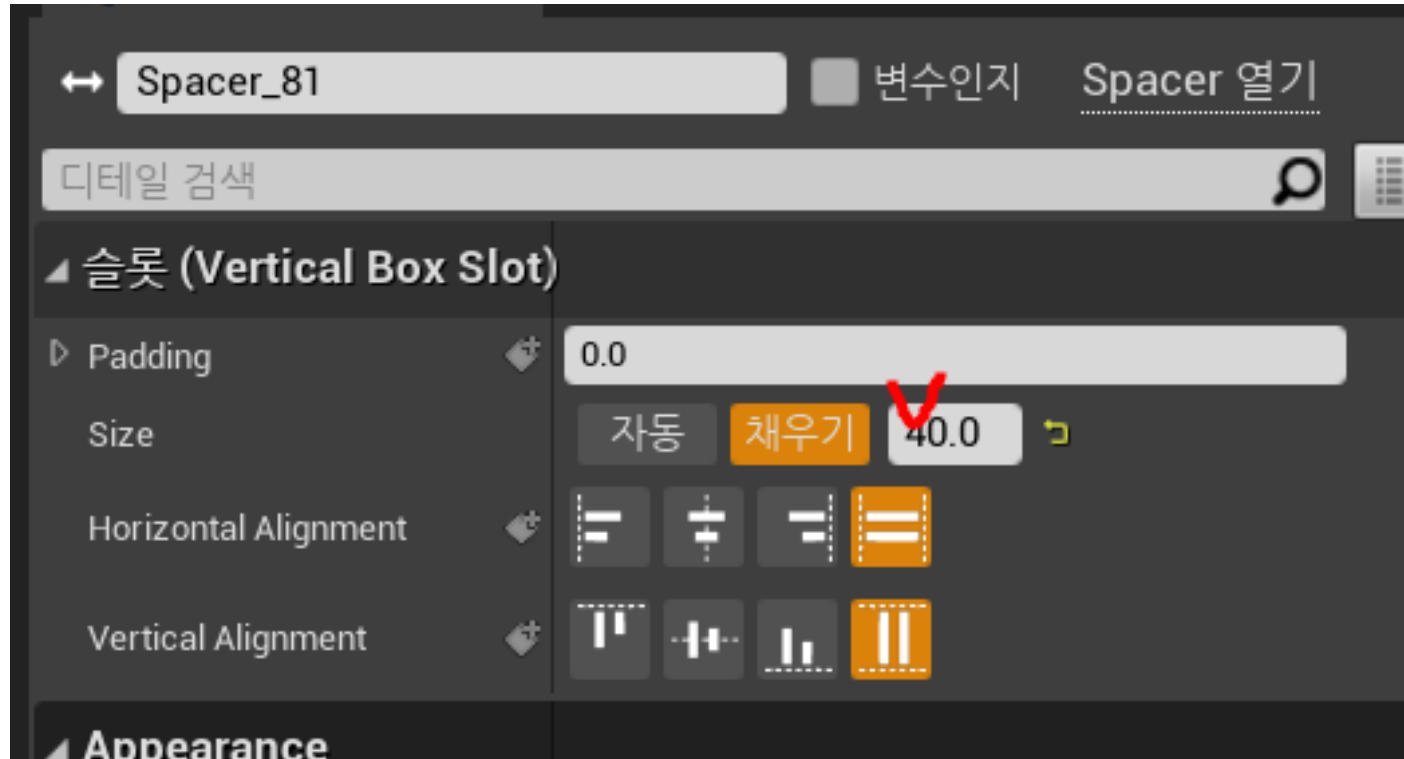 Spacer_81 변수인지 Spacer 열기
디테일 검색
슬롯 (Vertical Box Slot)
Padding 0.0
Size 자동 채우기 40.0
Horizontal Alignment
Vertical Alignment
Appearance